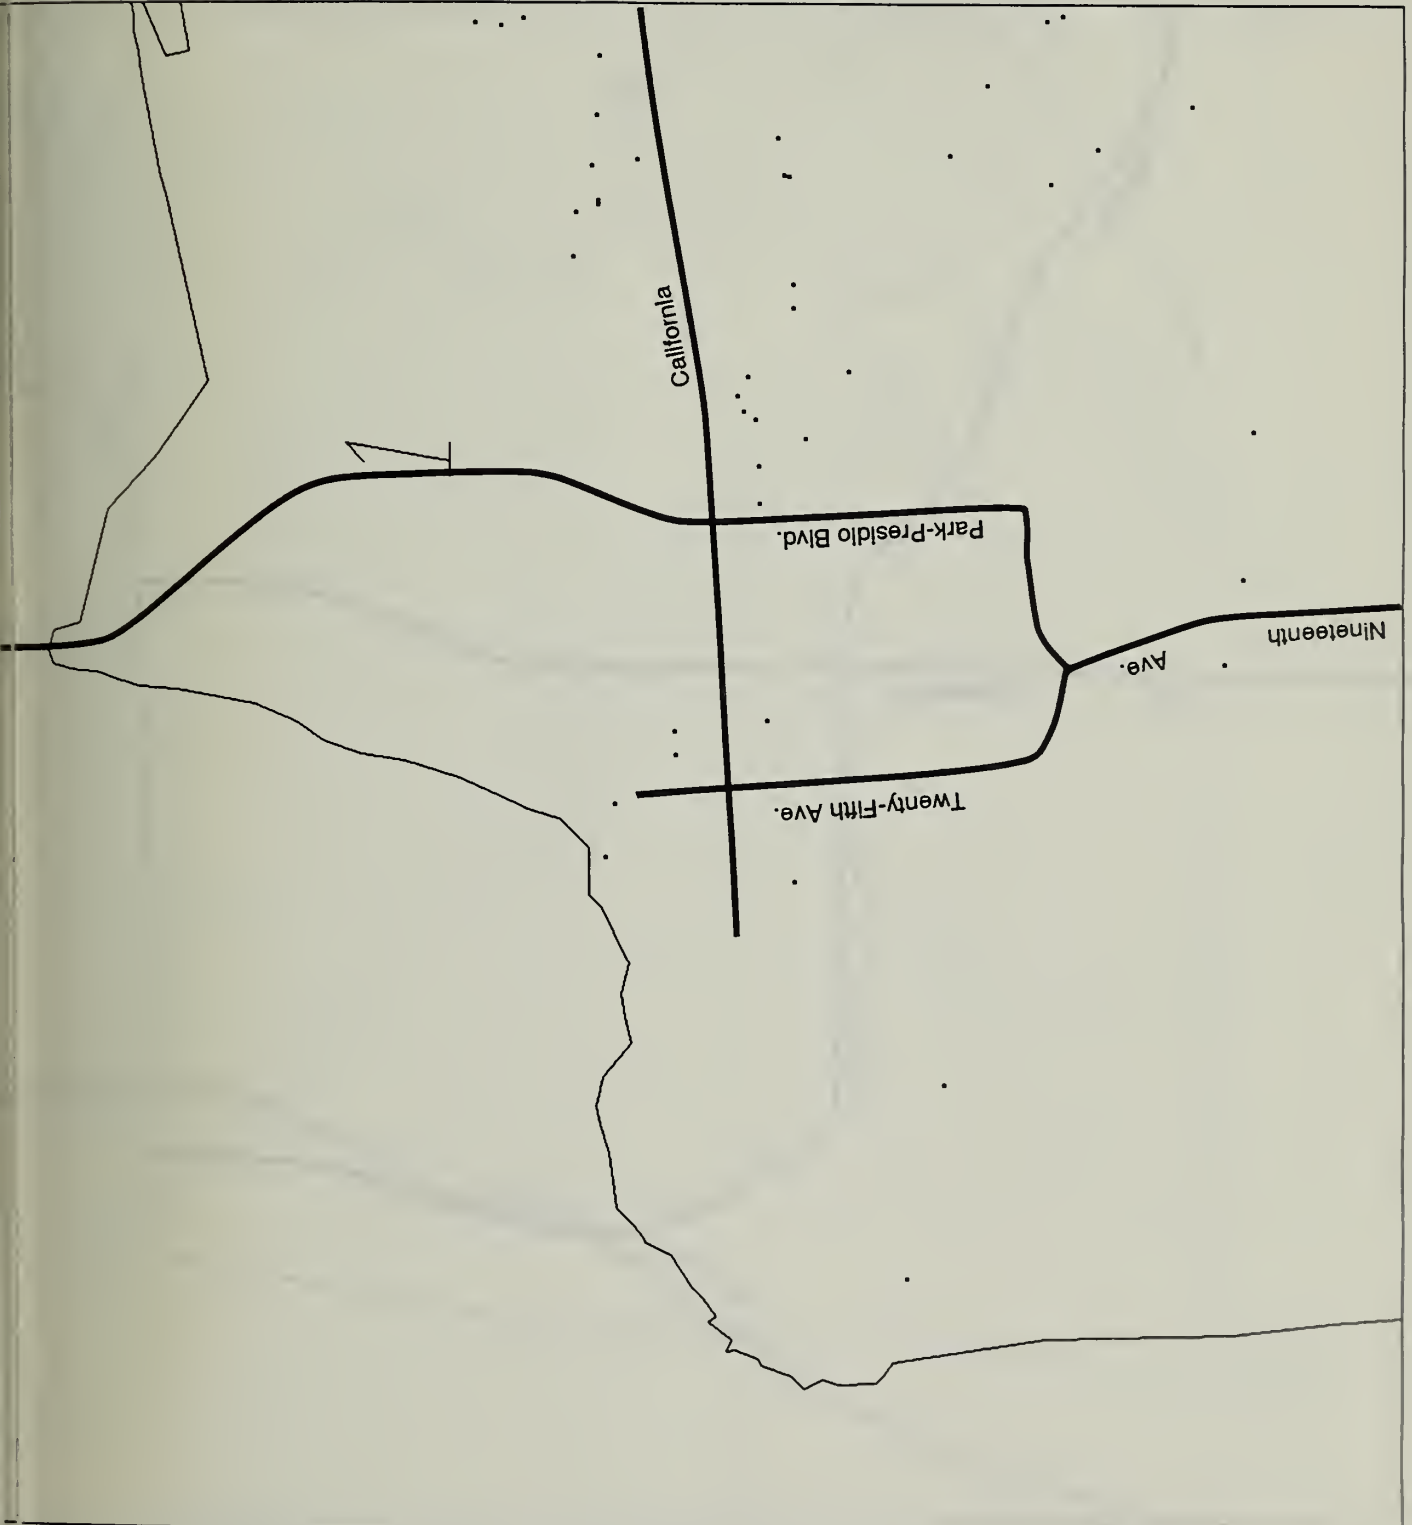 California
Park-Presidio Blvd.
Nineteenth
Ave.
Twenty-Fifth Ave.